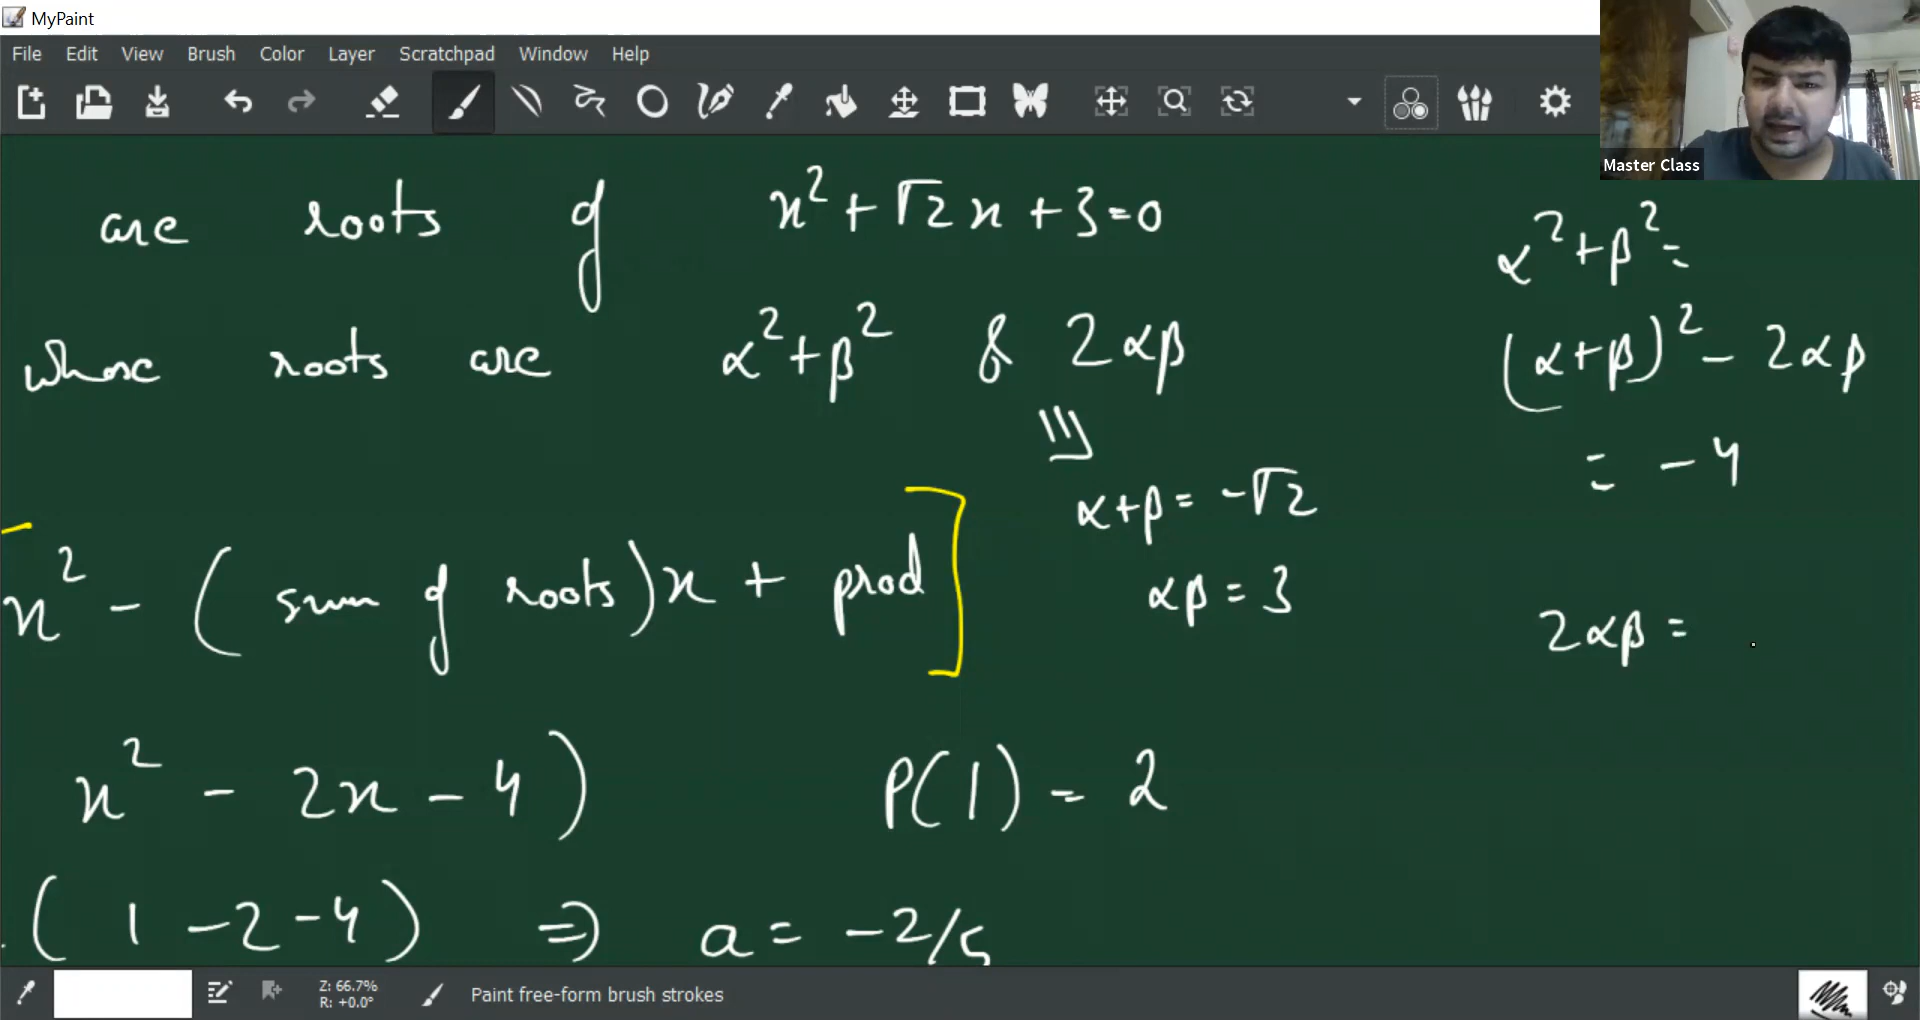 MyPaint
File Edit View Brush Color Layer Scratchpad Window Help
Master Class
are roots of x² + √2x + 3 = 0
whose roots are α² + β² & 2αβ
α² + β² =
(α + β)² - 2αβ
= -4
α + β = -√2
αβ = 3
2αβ =
x² - (sum of roots)x + prod]
x² - 2x - 4)
P(1) = 2
(1 - 2 - 4) ⇒ a = -2/5
Z: 66.7%
R: +0.0°
Paint free-form brush strokes